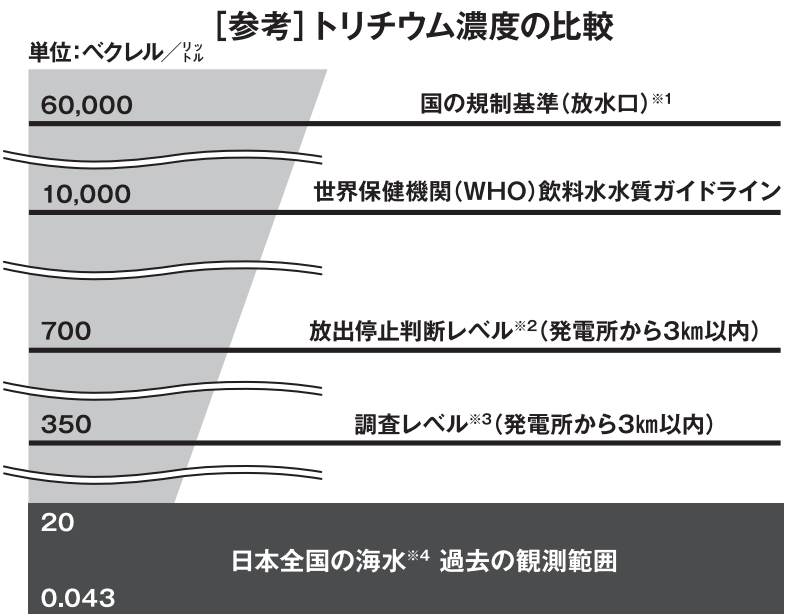 ［参考］トリチウム濃度の比較
単位：ベクレル／リットル
60,000 国の規制基準（放水口）※1
10,000 世界保健機関（WHO）飲料水水質ガイドライン
700 放出停止判断レベル※2（発電所から3㎞以内）
350 調査レベル※3（発電所から3㎞以内）
20
日本全国の海水※4 過去の観測範囲
0.043